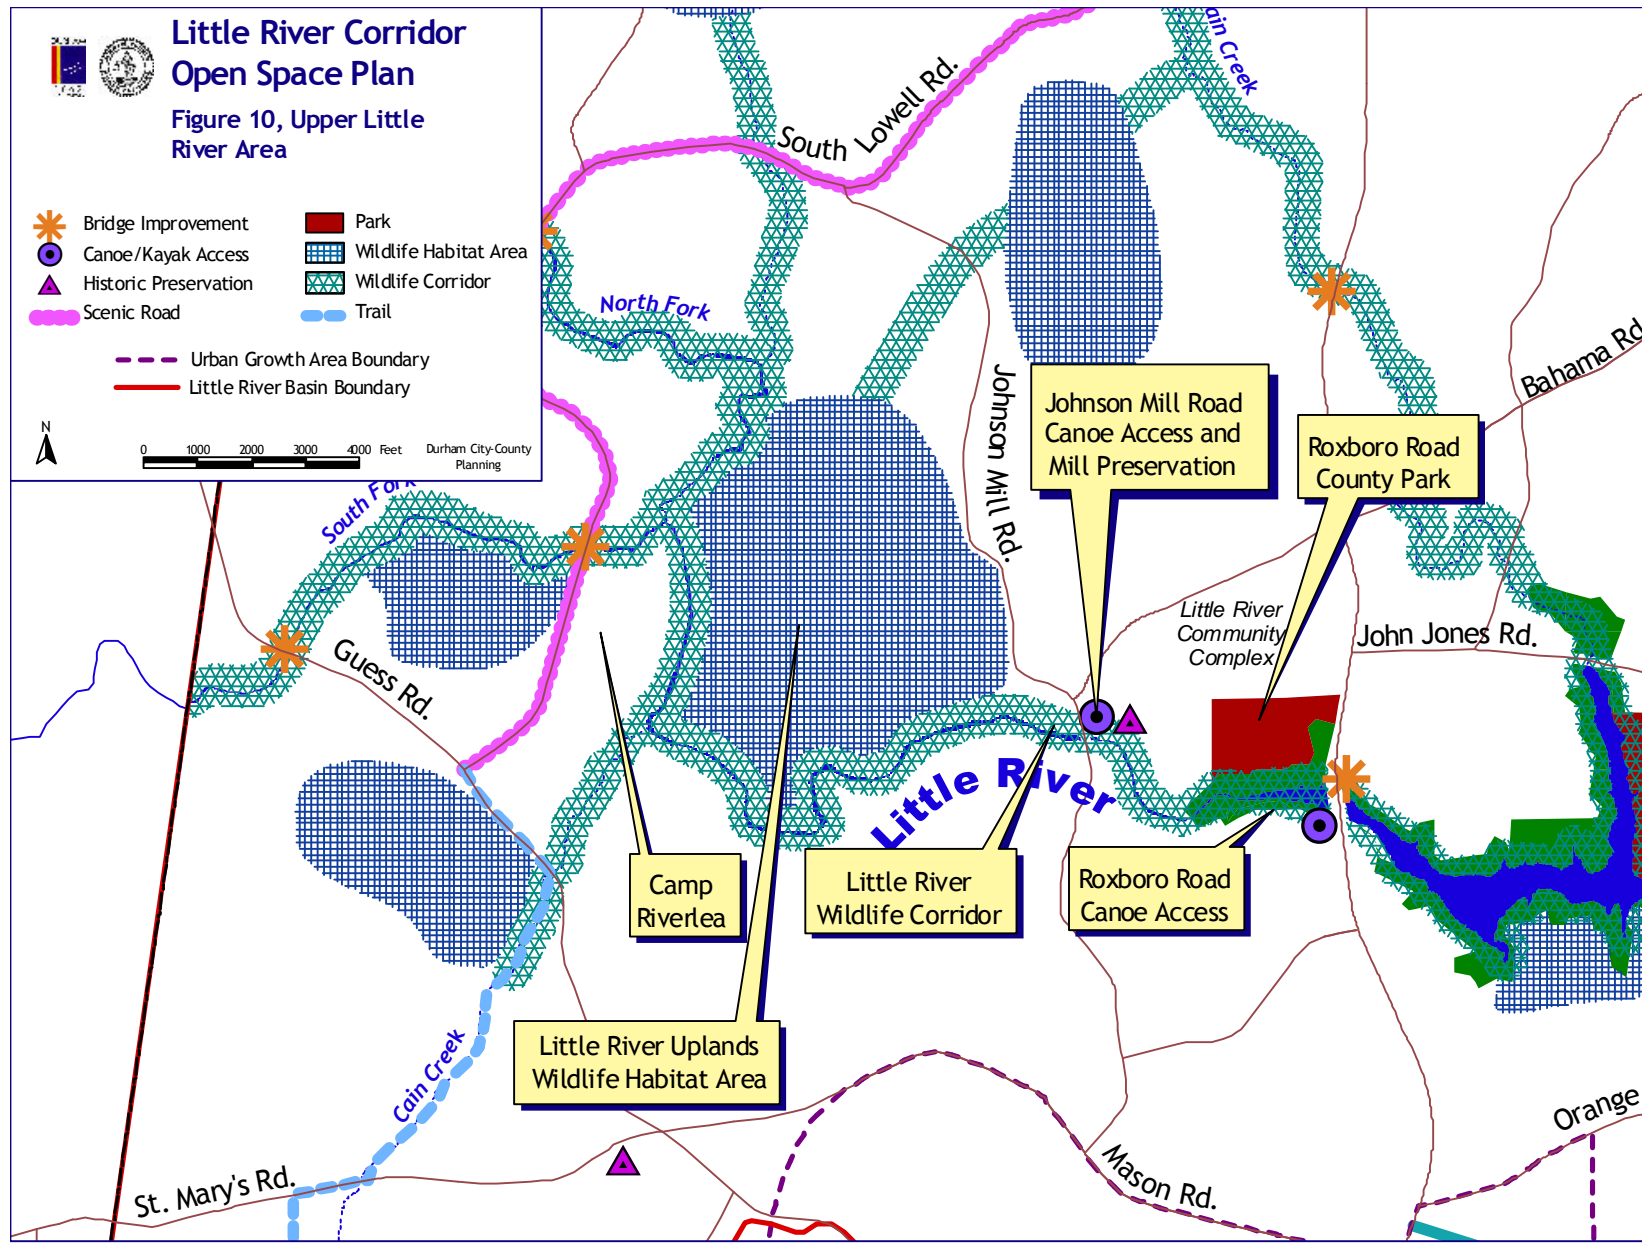 Little River Corridor
Open Space Plan
Figure 10, Upper Little
River Area
Bridge Improvement
Canoe/Kayak Access
Historic Preservation
Scenic Road
Park
Wildlife Habitat Area
Wildlife Corridor
Trail
Urban Growth Area Boundary
Little River Basin Boundary
N
0 1000 2000 3000 4000 Feet
Durham City-County
Planning
South Lowell Rd.
ain Creek
North Fork
South Fork
Johnson Mill Rd.
Bahama Rd
Johnson Mill Road
Canoe Access and
Mill Preservation
Roxboro Road
County Park
Little River
Community
Complex
John Jones Rd.
Guess Rd.
Little River
Camp
Riverlea
Little River
Wildlife Corridor
Roxboro Road
Canoe Access
Little River Uplands
Wildlife Habitat Area
Cain Creek
St. Mary's Rd.
Mason Rd.
Orange